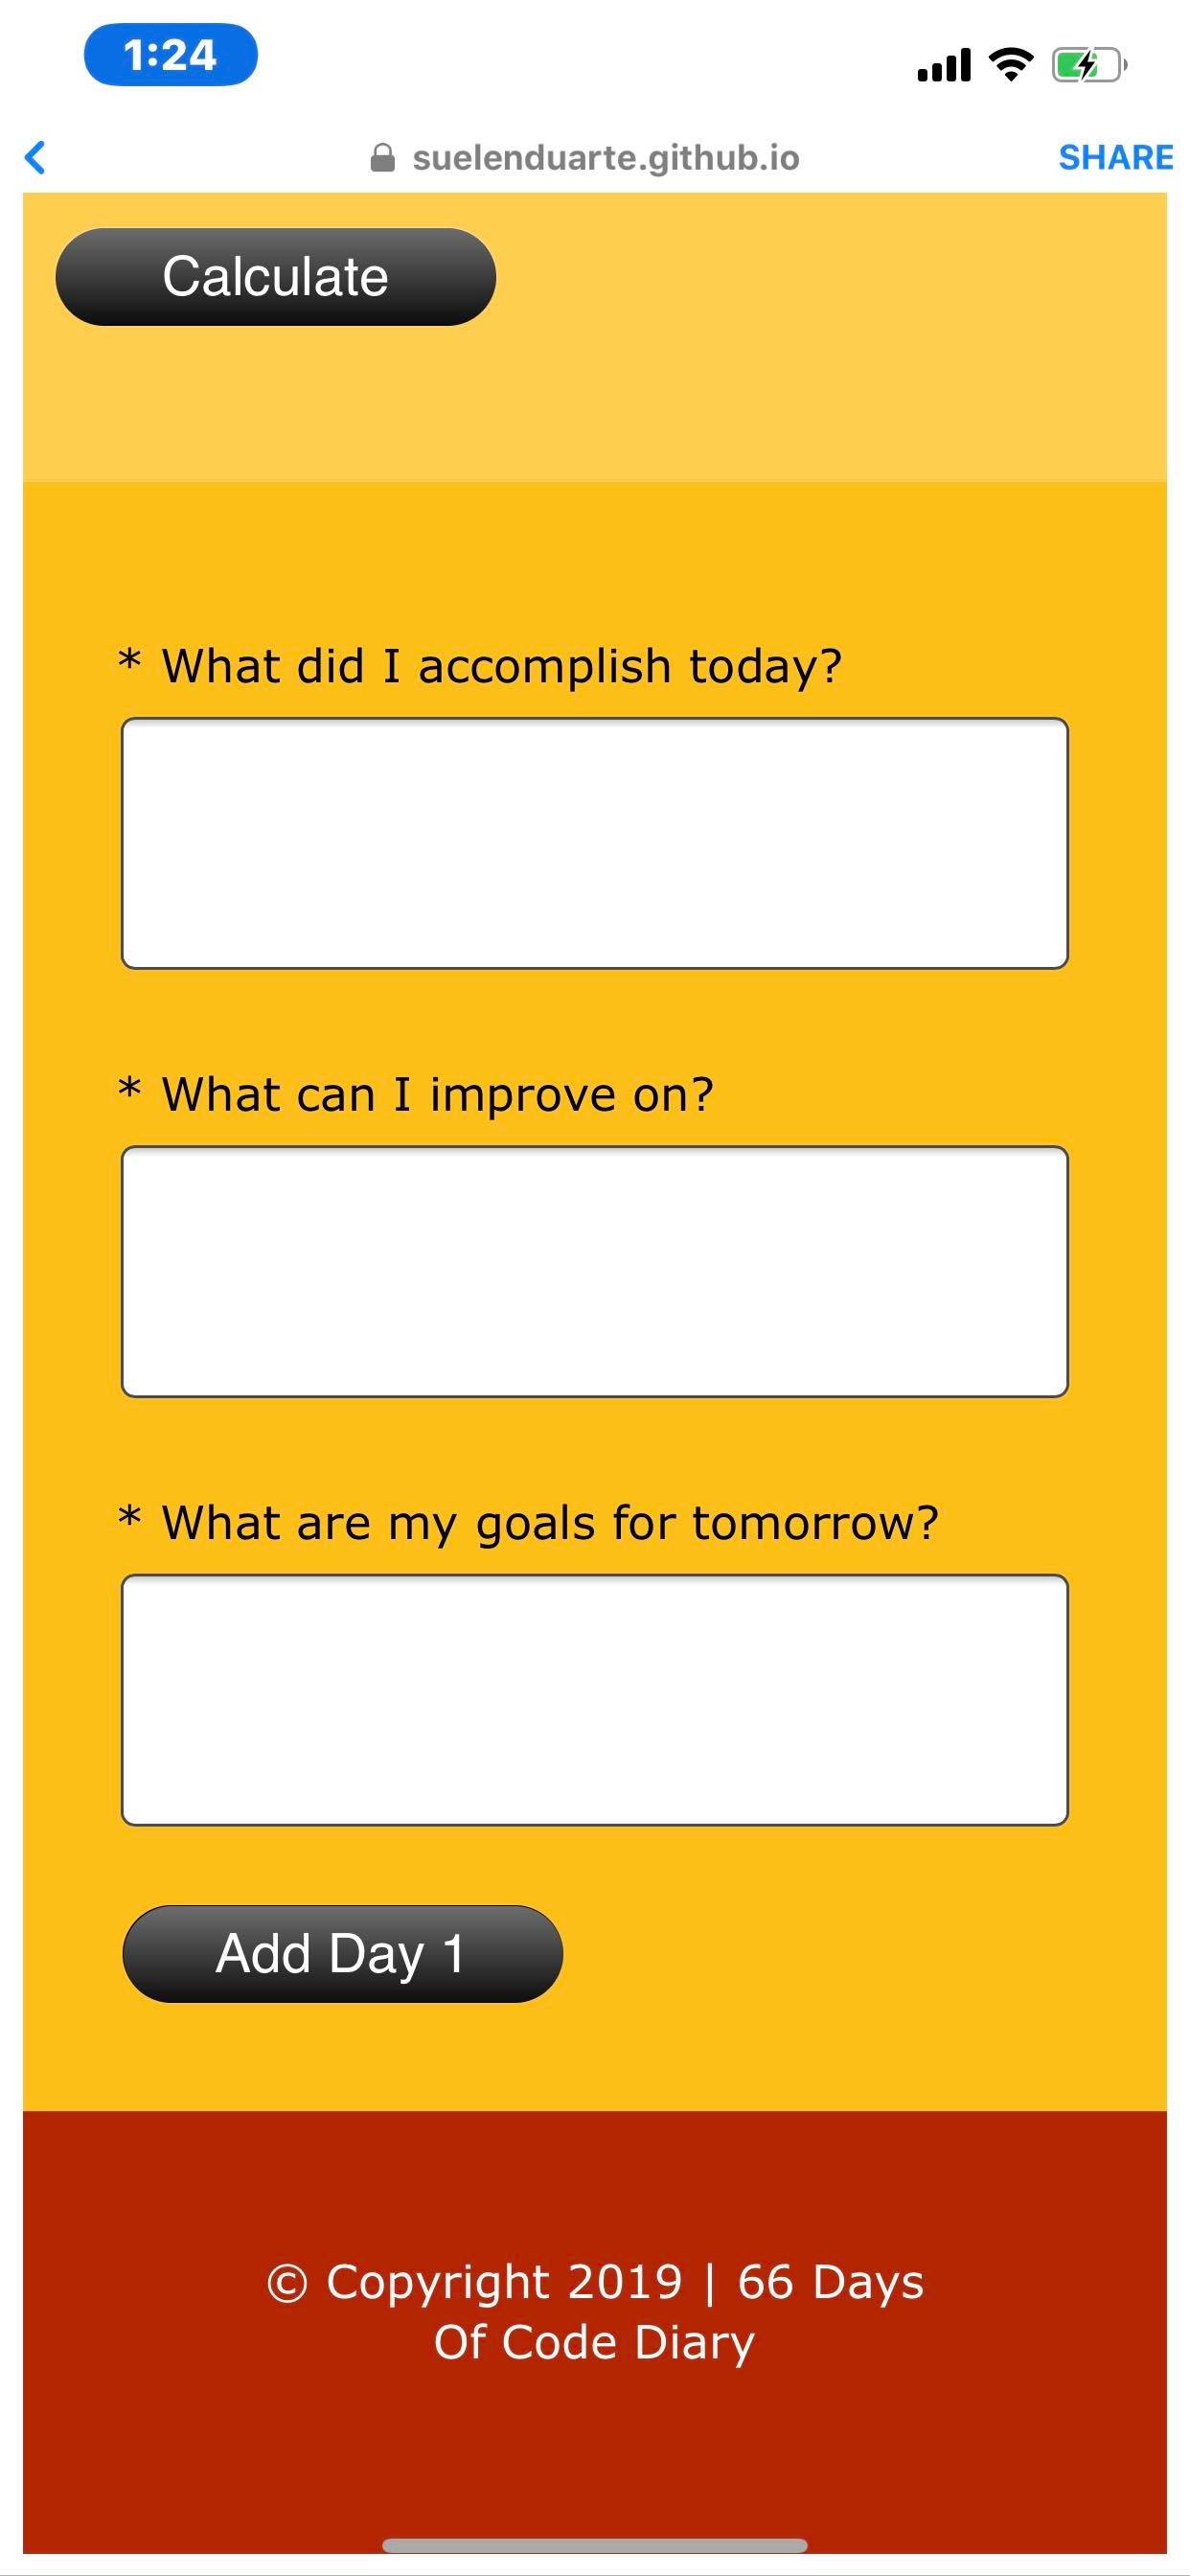 1:24
suelenduarte.github.io SHARE
Calculate
* What did I accomplish today?
* What can I improve on?
* What are my goals for tomorrow?
Add Day 1
© Copyright 2019 | 66 Days
Of Code Diary